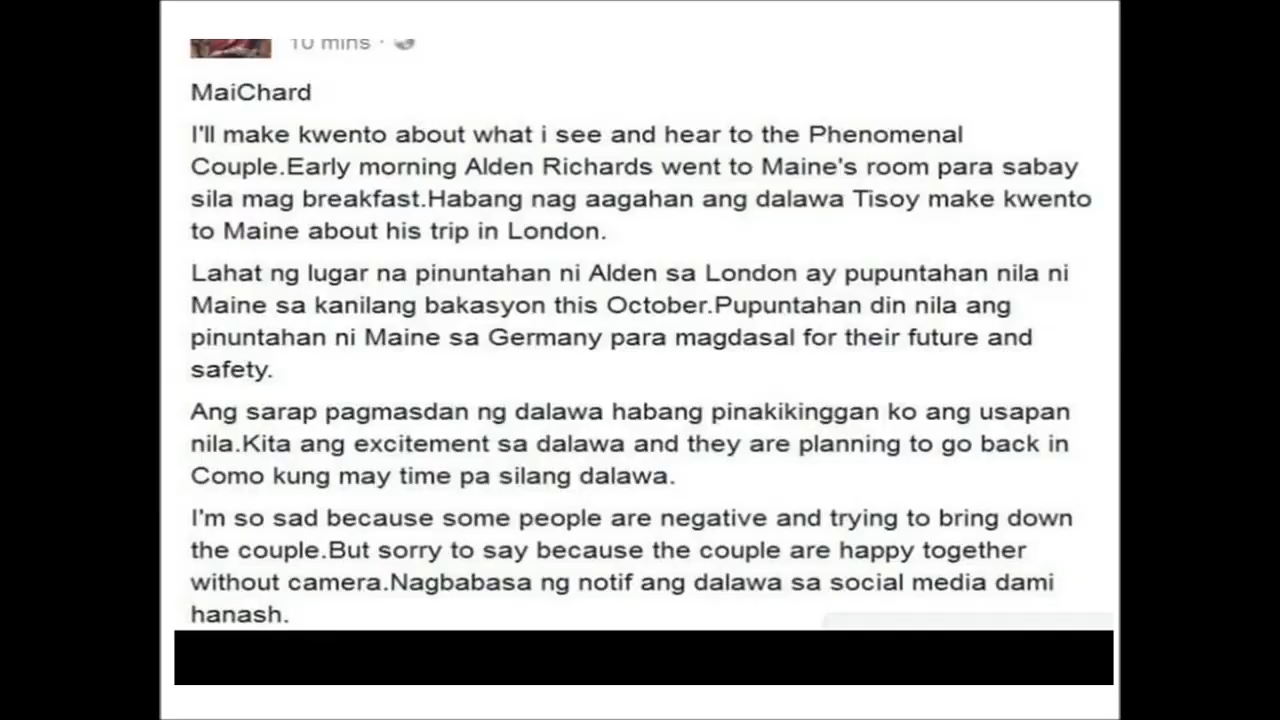 10 mins ·
MaiChard
I'll make kwento about what i see and hear to the Phenomenal
Couple.Early morning Alden Richards went to Maine's room para sabay
sila mag breakfast.Habang nag aagahan ang dalawa Tisoy make kwento
to Maine about his trip in London.
Lahat ng lugar na pinuntahan ni Alden sa London ay pupuntahan nila ni
Maine sa kanilang bakasyon this October.Pupuntahan din nila ang
pinuntahan ni Maine sa Germany para magdasal for their future and
safety.
Ang sarap pagmasdan ng dalawa habang pinakikinggan ko ang usapan
nila.Kita ang excitement sa dalawa and they are planning to go back in
Como kung may time pa silang dalawa.
I'm so sad because some people are negative and trying to bring down
the couple.But sorry to say because the couple are happy together
without camera.Nagbabasa ng notif ang dalawa sa social media dami
hanash.